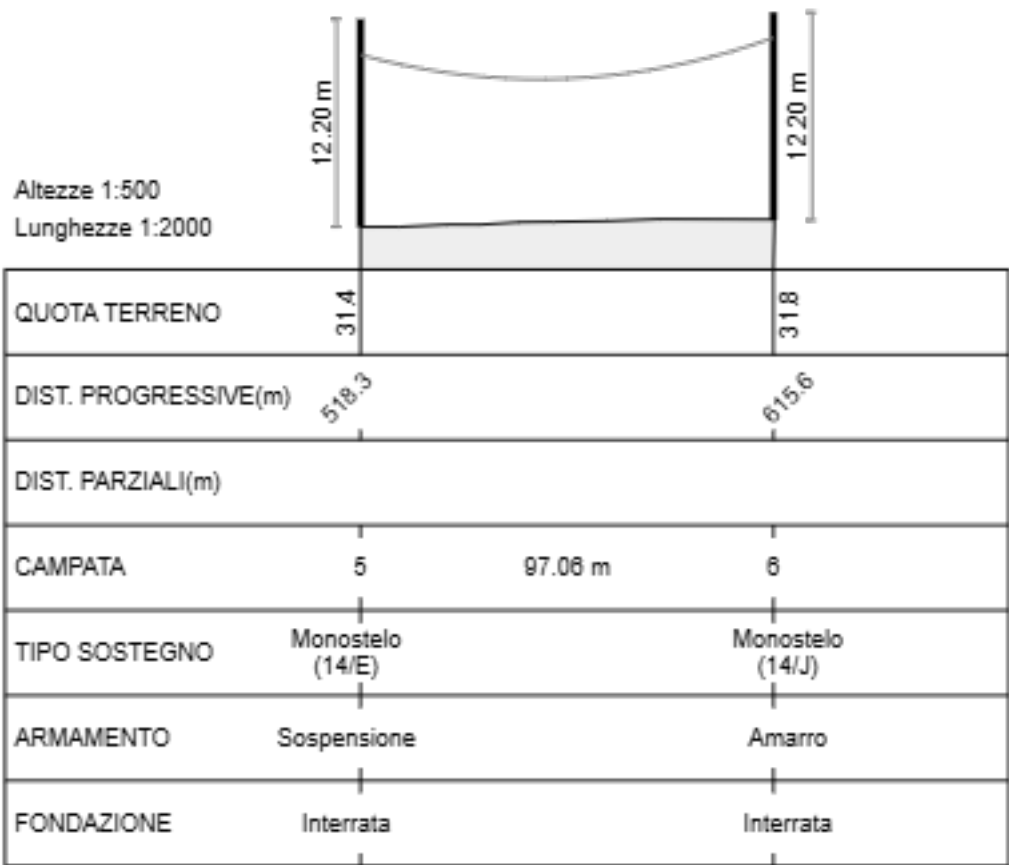 12.20 m
12.20 m
Altezze 1:500
Lunghezze 1:2000
QUOTA TERRENO 31.4 31.8
DIST. PROGRESSIVE(m) 518.3 615.6
DIST. PARZIALI(m)
CAMPATA 5 97.06 m 6
TIPO SOSTEGNO Monostelo Monostelo
(14/E) (14/J)
ARMAMENTO Sospensione Amarro
FONDAZIONE Interrata Interrata